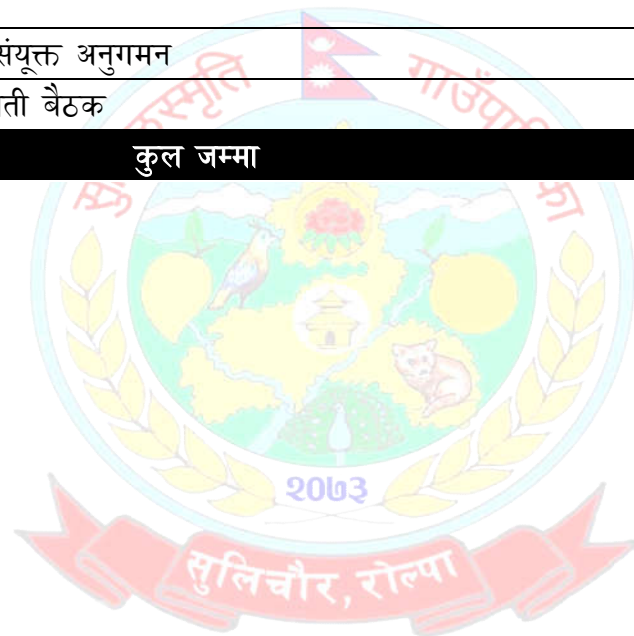 संयूक्त अनुगमन
ती बैठक
कुल जम्मा
गाउँपालिका
२०७३
सुलिचौर, रोल्पा